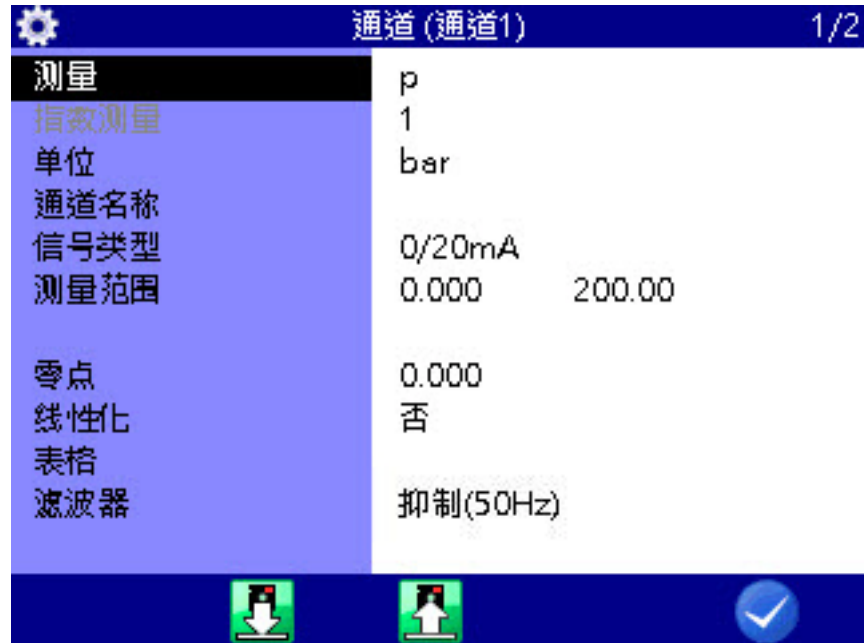 通道 (通道1) 1/2
测量 p
指数测量 1
单位 bar
通道名称
信号类型 0/20mA
测量范围 0.000 200.00
零点 0.000
线性化 否
表格
滤波器 抑制(50Hz)